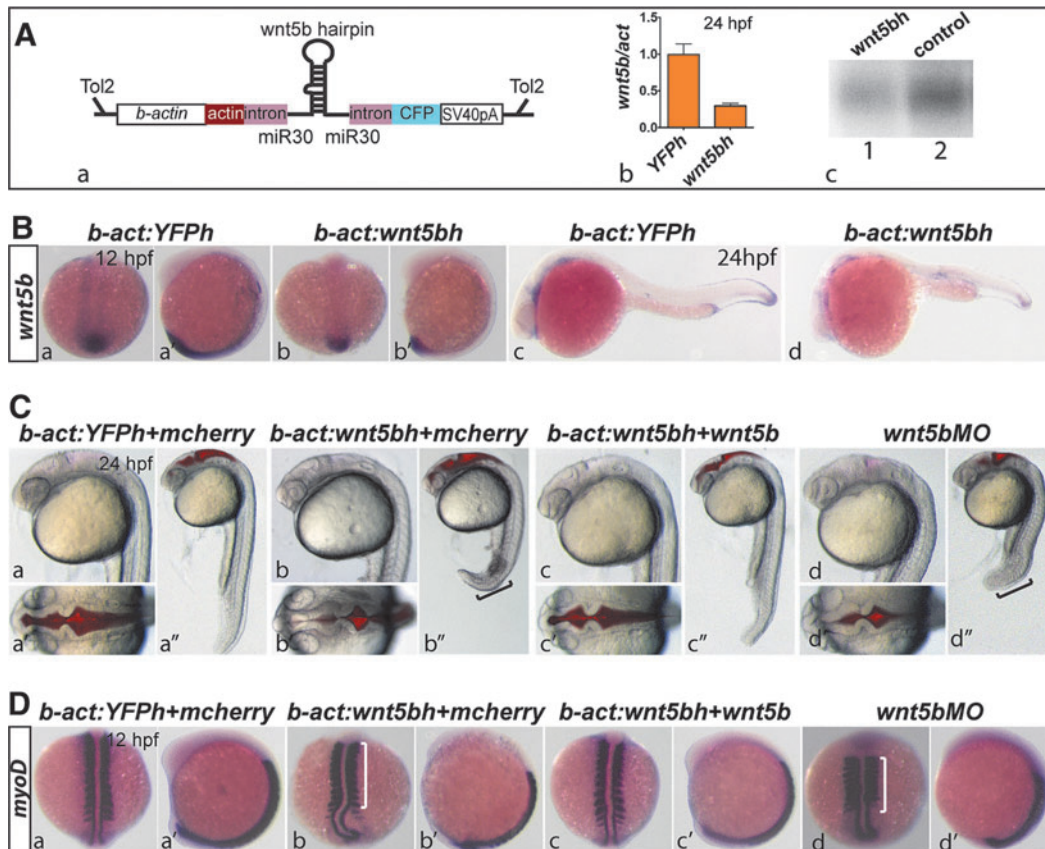 A
wnt5b hairpin
Tol2
Tol2
b-actin
actin
intron
intron
CFP
SV40pA
miR30
miR30
a
wnt5b/act
24 hpf
1.5
1.0
0.5
0.0
YFPh
wnt5bh
b
wnt5bh
control
1
2
c
B
b-act:YFPh
b-act:wnt5bh
b-act:YFPh
b-act:wnt5bh
wnt5b
12 hpf
24hpf
a
a'
b
b'
c
d
C
b-act:YFPh+mcherry
b-act:wnt5bh+mcherry
b-act:wnt5bh+wnt5b
wnt5bMO
24 hpf
a
b
c
d
a'
a"
b'
b"
c'
c"
d'
d"
D
b-act:YFPh+mcherry
b-act:wnt5bh+mcherry
b-act:wnt5bh+wnt5b
wnt5bMO
myoD
12 hpf
a
a'
b
b'
c
c'
d
d'